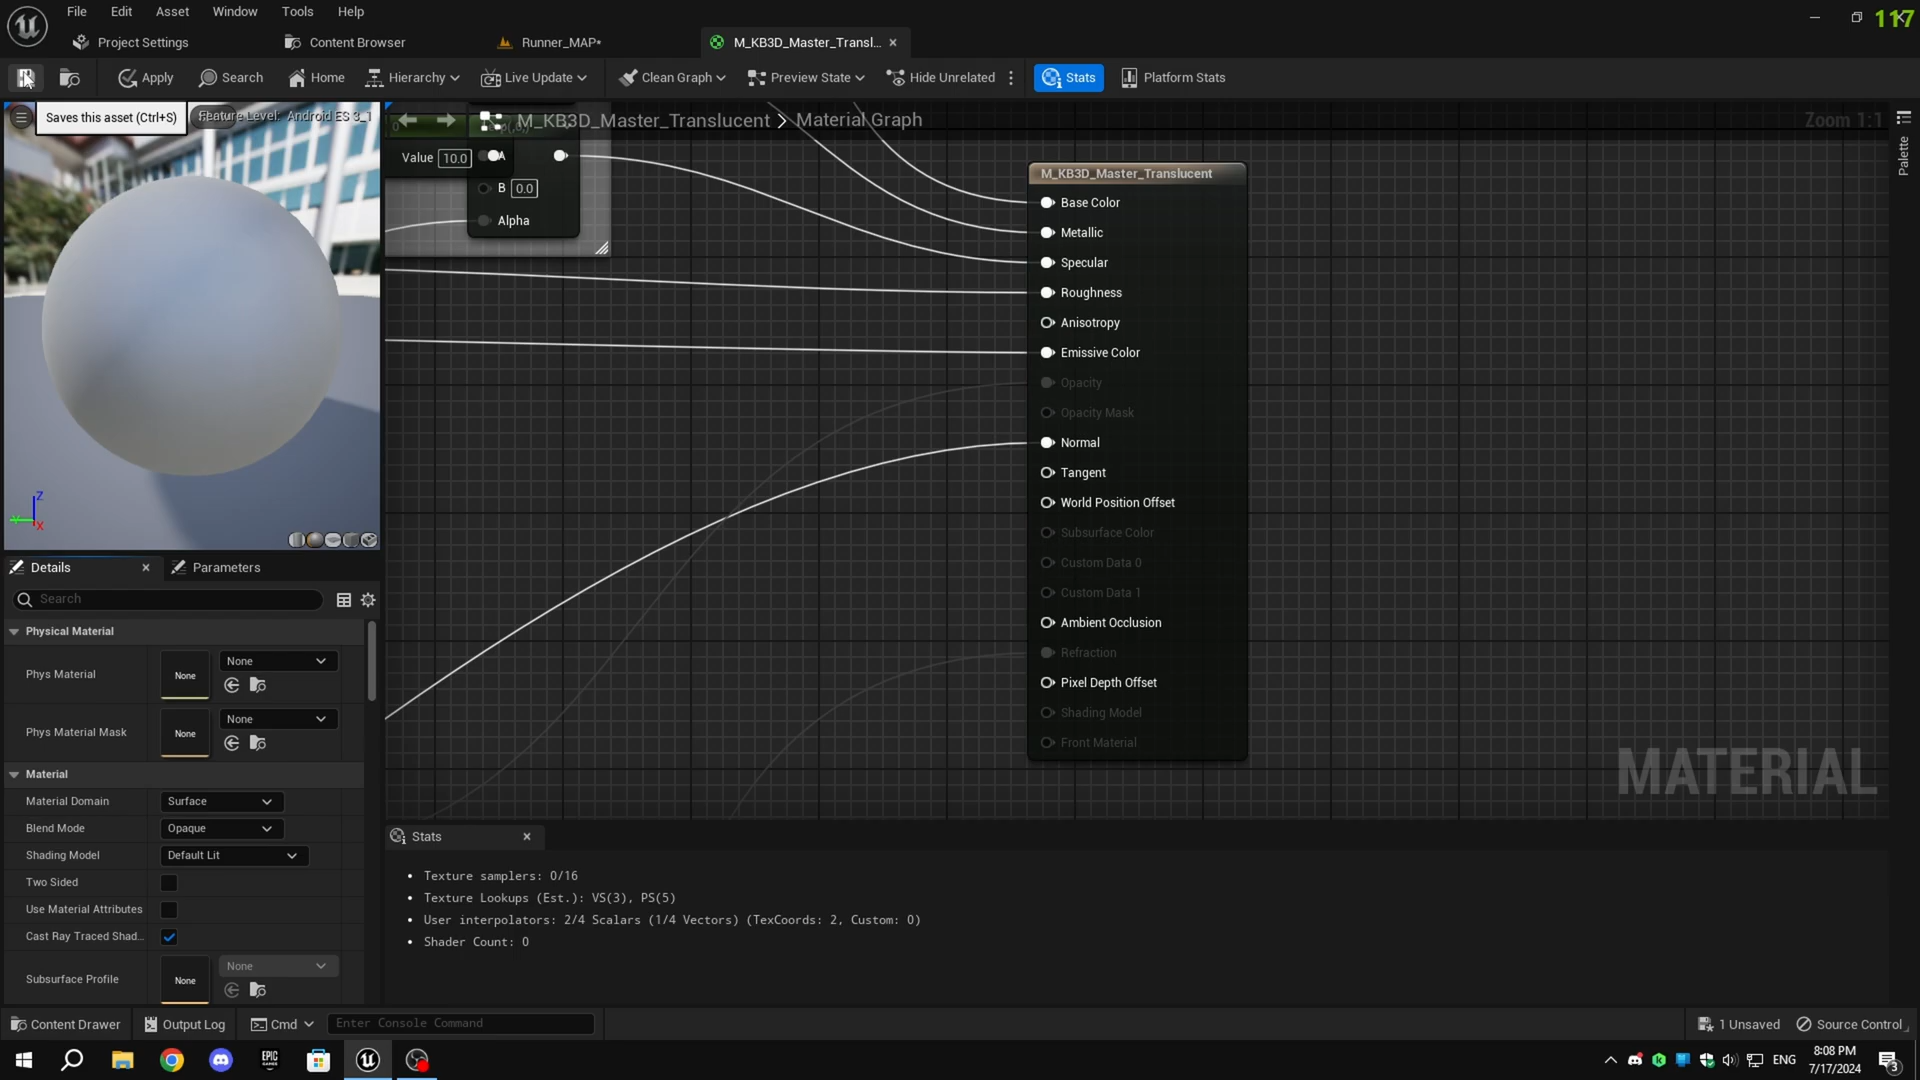 File Edit Asset Window Tools Help
117
Project Settings Content Browser Runner_MAP* M_KB3D_Master_Transl...
Apply Search Home Hierarchy Live Update Clean Graph Preview State Hide Unrelated Stats Platform Stats
Saves this asset (Ctrl+S)
Feature Level: Android ES 3_1
M_KB3D_Master_Translucent > Material Graph
Zoom 1:1
Palette
Value 10.0
A
B 0.0
Alpha
M_KB3D_Master_Translucent
Base Color
Metallic
Specular
Roughness
Anisotropy
Emissive Color
Opacity
Opacity Mask
Normal
Tangent
World Position Offset
Subsurface Color
Custom Data 0
Custom Data 1
Ambient Occlusion
Refraction
Pixel Depth Offset
Shading Model
Front Material
MATERIAL
Z
X
Details Parameters
Search
Physical Material
Phys Material None None
Phys Material Mask None None
Material
Material Domain Surface
Blend Mode Opaque
Shading Model Default Lit
Two Sided
Use Material Attributes
Cast Ray Traced Shad...
Subsurface Profile None None
Stats
• Texture samplers: 0/16
• Texture Lookups (Est.): VS(3), PS(5)
• User interpolators: 2/4 Scalars (1/4 Vectors) (TexCoords: 2, Custom: 0)
• Shader Count: 0
Content Drawer Output Log Cmd Enter Console Command
1 Unsaved Source Control
EPIC GAMES
ENG
8:08 PM
7/17/2024
3